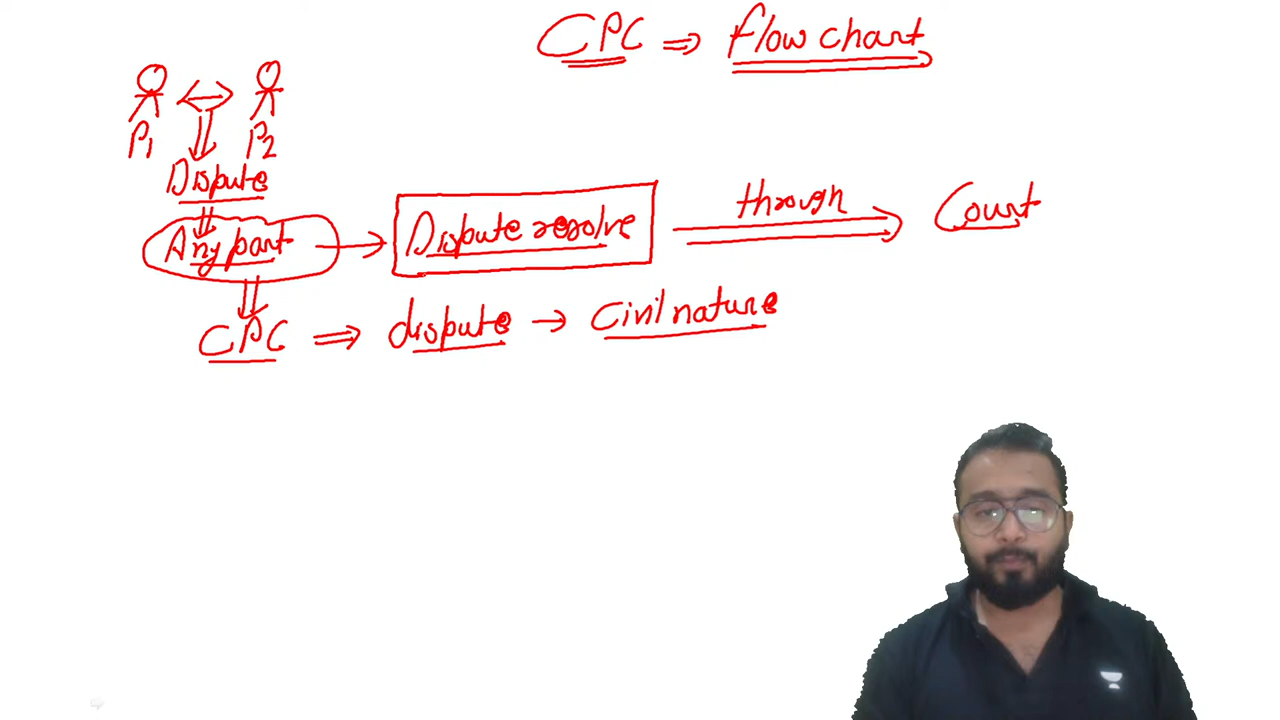 CPC ⇒ flow chart
P1 P2
Dispute
Any part → Dispute resolve through Court
CPC ⇒ dispute → Civil nature